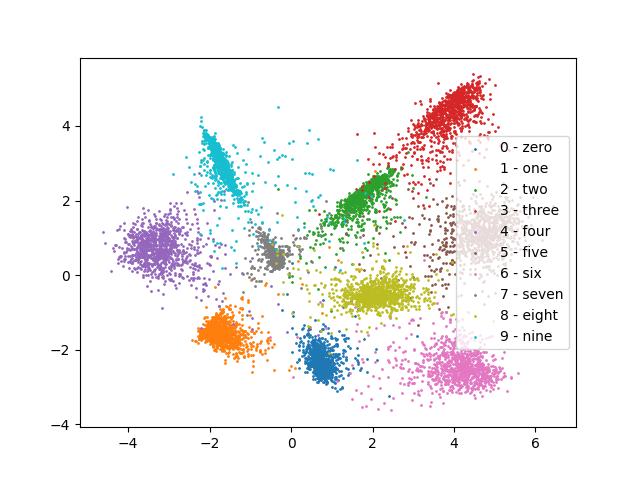 4
2
0
−2
−4
−4
−2
0
2
4
6
0 - zero
1 - one
2 - two
3 - three
4 - four
5 - five
6 - six
7 - seven
8 - eight
9 - nine